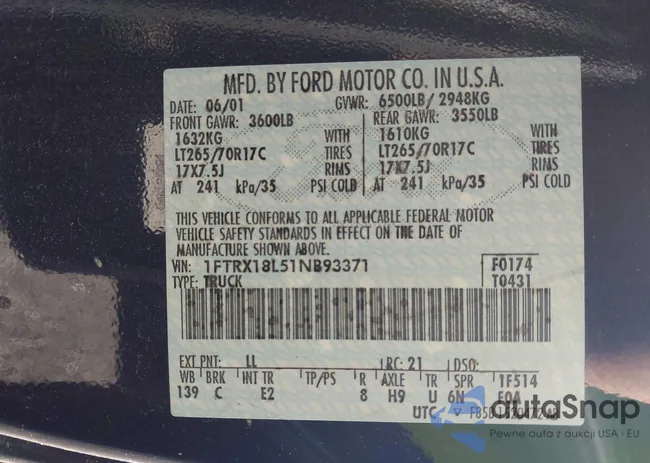 MFD. BY FORD MOTOR CO. IN U.S.A.
DATE: 06/01 GVWR: 6500LB/ 2948KG
FRONT GAWR: 3600LB REAR GAWR: 3550LB
1632KG WITH 1610KG WITH
LT265/70R17C TIRES LT265/70R17C TIRES
17X7.5J RIMS 17X7.5J RIMS
AT 241 kPa/35 PSI COLD AT 241 kPa/35 PSI COLD
THIS VEHICLE CONFORMS TO ALL APPLICABLE FEDERAL MOTOR
VEHICLE SAFETY STANDARDS IN EFFECT ON THE DATE OF
MANUFACTURE SHOWN ABOVE.
VIN: 1FTRX18L51NB93371 F0174
TYPE: TRUCK T0431
EXT PNT: LL RC: 21 DSO:
WB BRK INT TR TP/PS R AXLE TR SPR 1F514
139 C E2 8 H9 U 6N
UTC
autoSnap
Pewne auta z aukcji USA i EU